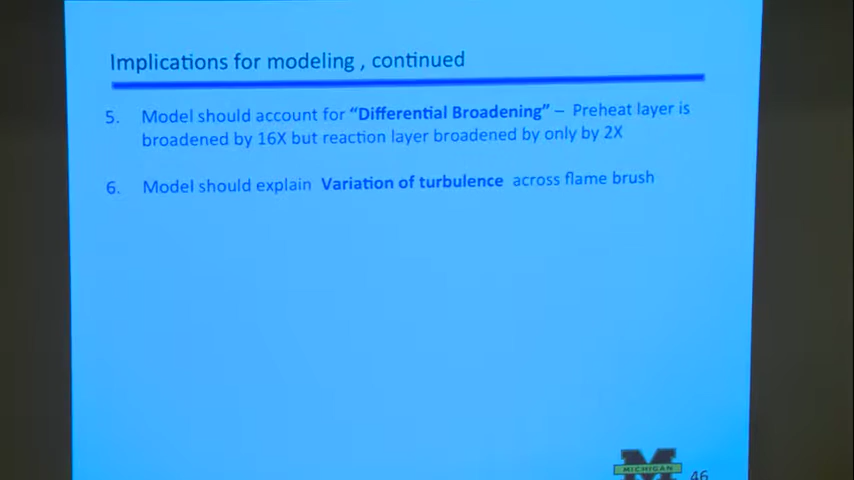 Implications for modeling , continued
5. Model should account for “Differential Broadening” – Preheat layer is
broadened by 16X but reaction layer broadened by only by 2X
6. Model should explain Variation of turbulence across flame brush
MICHIGAN
46